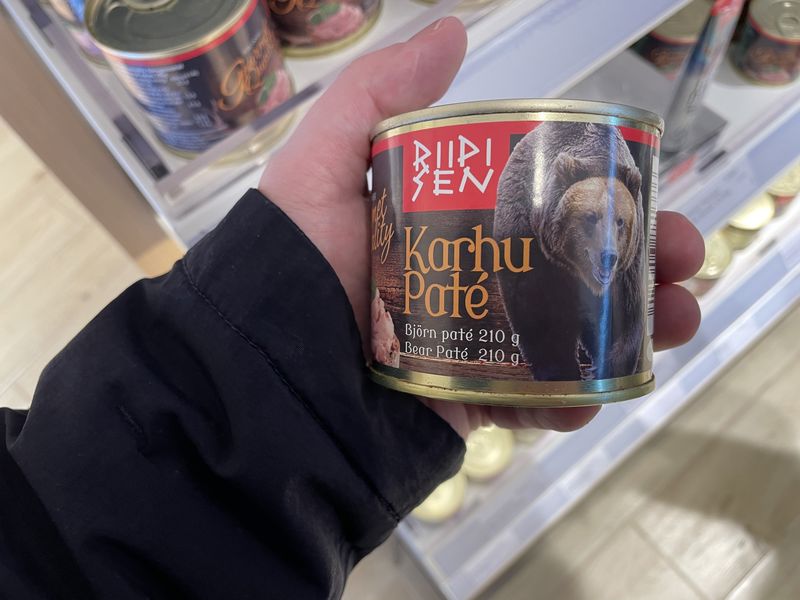 RIIPI
SEN
Karhu
Paté
Björn paté 210 g
Bear Paté 210 g